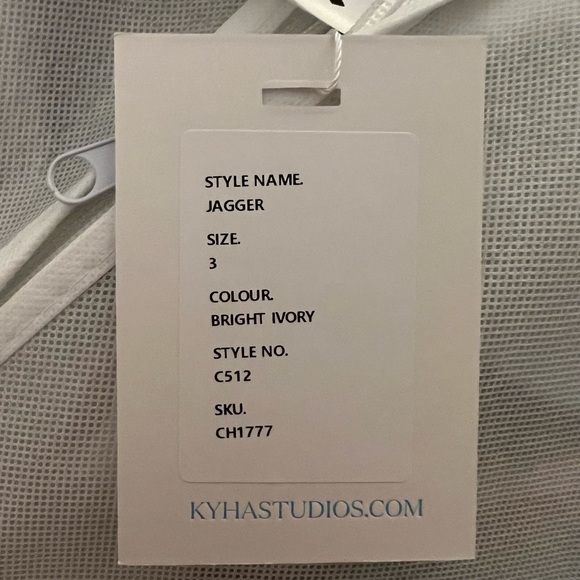 STYLE NAME.
JAGGER
SIZE.
3
COLOUR.
BRIGHT IVORY
STYLE NO.
C512
SKU.
CH1777
KYHASTUDIOS.COM